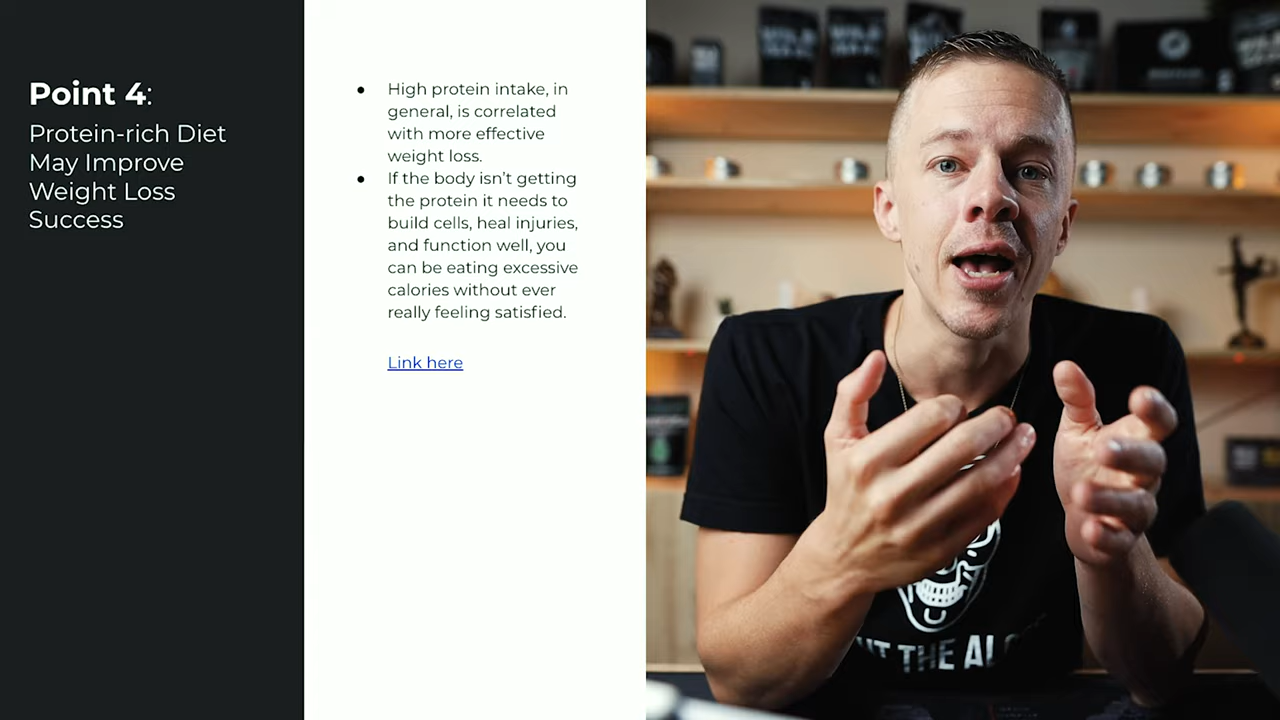 Point 4:
Protein-rich Diet
May Improve
Weight Loss
Success
● High protein intake, in
general, is correlated
with more effective
weight loss.
● If the body isn't getting
the protein it needs to
build cells, heal injuries,
and function well, you
can be eating excessive
calories without ever
really feeling satisfied.
Link here
THE